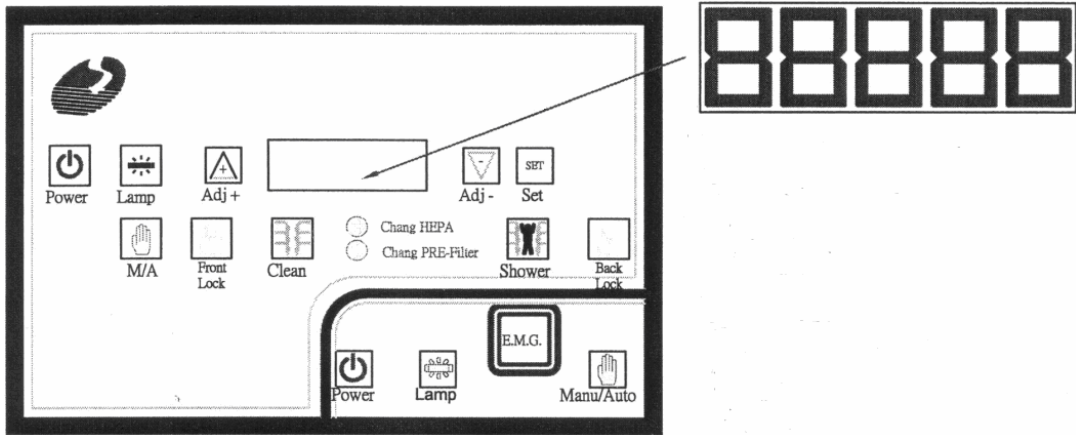 Power
Lamp
Adj +
Adj -
SET
Set
M/A
Front
Lock
Clean
Chang HEPA
Chang PRE-Filter
Shower
Back
Lock
E.M.G.
Power
Lamp
Manu/Auto
88888